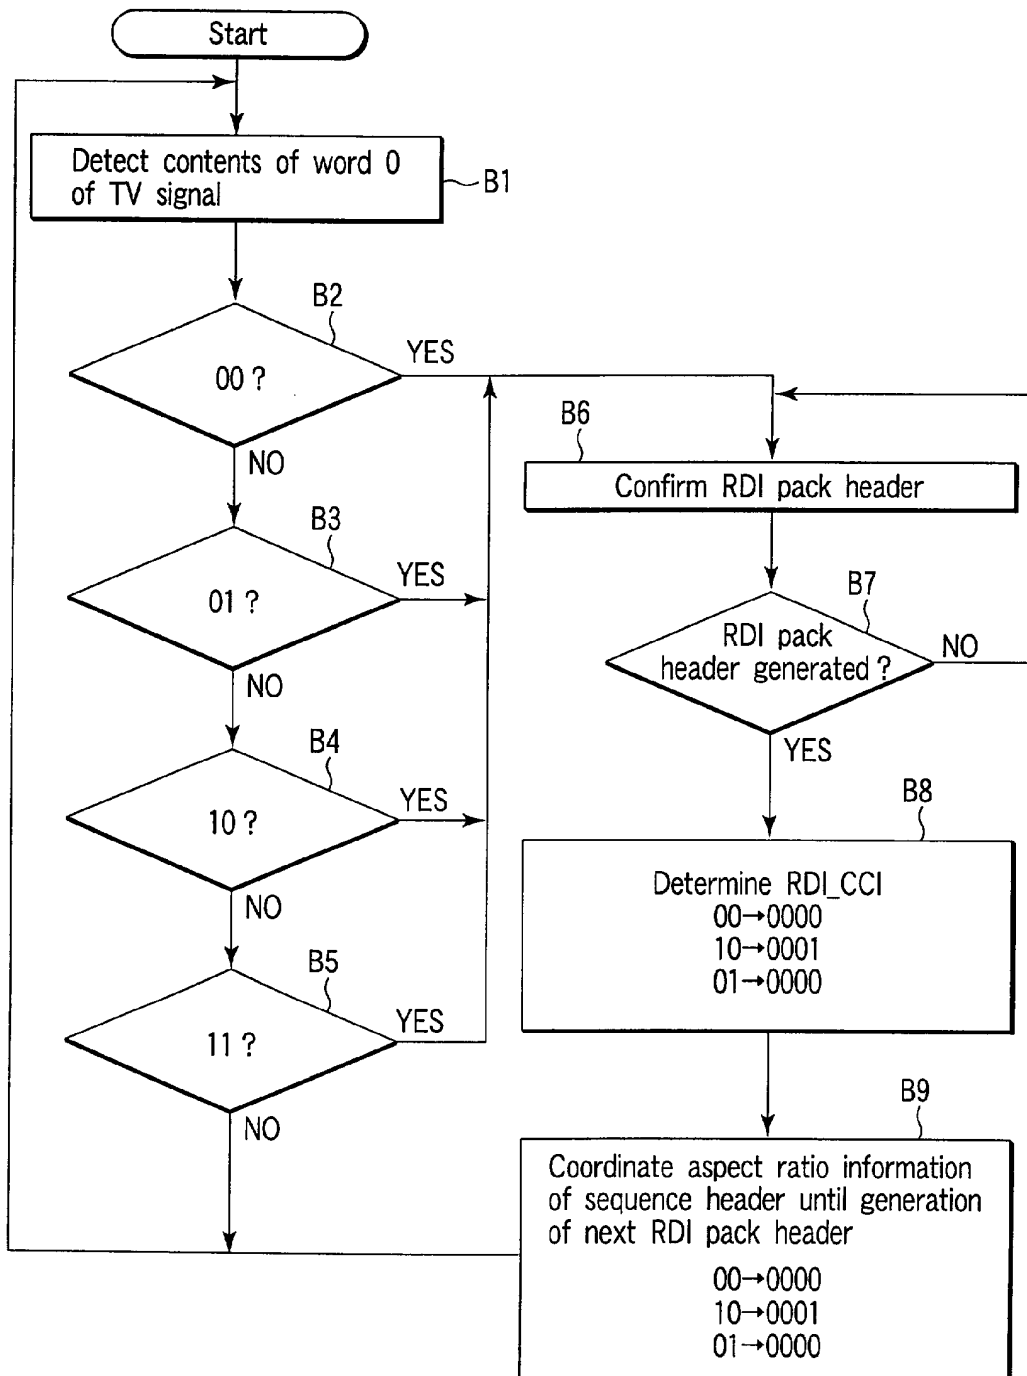 Start
Detect contents of word 0
of TV signal
B1
B2
00 ?
YES
NO
B3
01 ?
YES
NO
B4
10 ?
YES
NO
B5
11 ?
YES
NO
B6
Confirm RDI pack header
B7
RDI pack
header generated ?
NO
YES
B8
Determine RDI_CCI
00→0000
10→0001
01→0000
B9
Coordinate aspect ratio information
of sequence header until generation
of next RDI pack header
00→0000
10→0001
01→0000